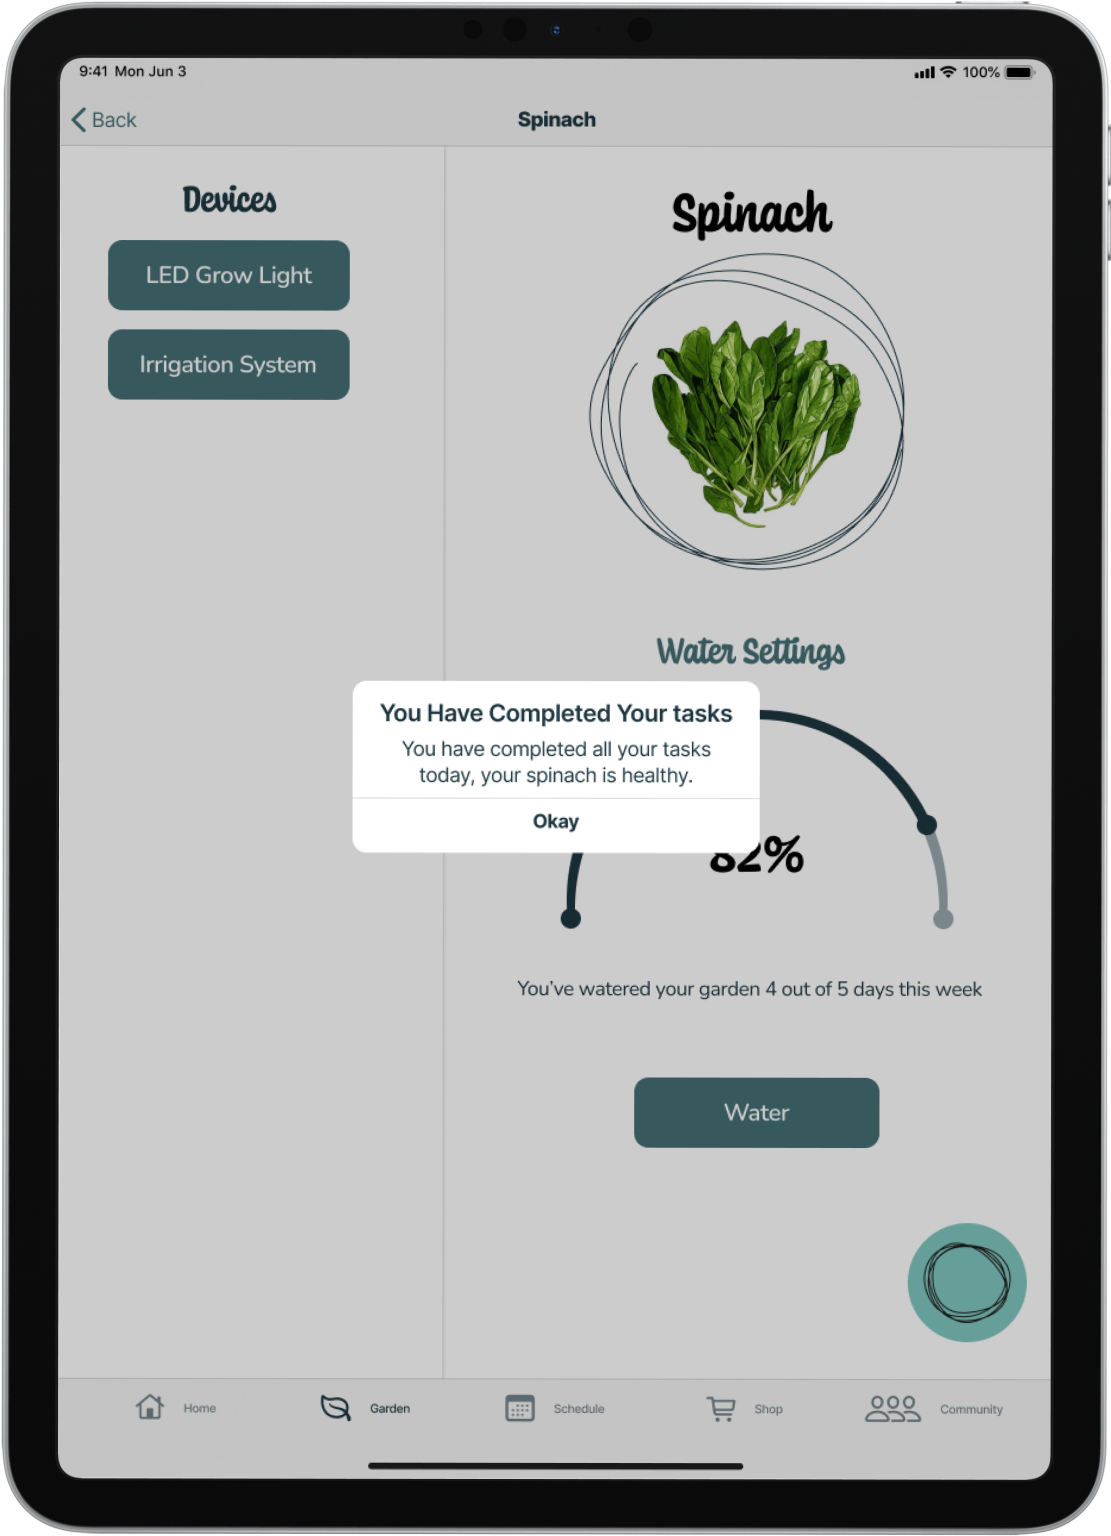 9:41 Mon Jun 3
100%
Back
Spinach
Devices
LED Grow Light
Irrigation System
Spinach
Water Settings
You Have Completed Your tasks
You have completed all your tasks
today, your spinach is healthy.
Okay
82%
You’ve watered your garden 4 out of 5 days this week
Water
Home
Garden
Schedule
Shop
Community